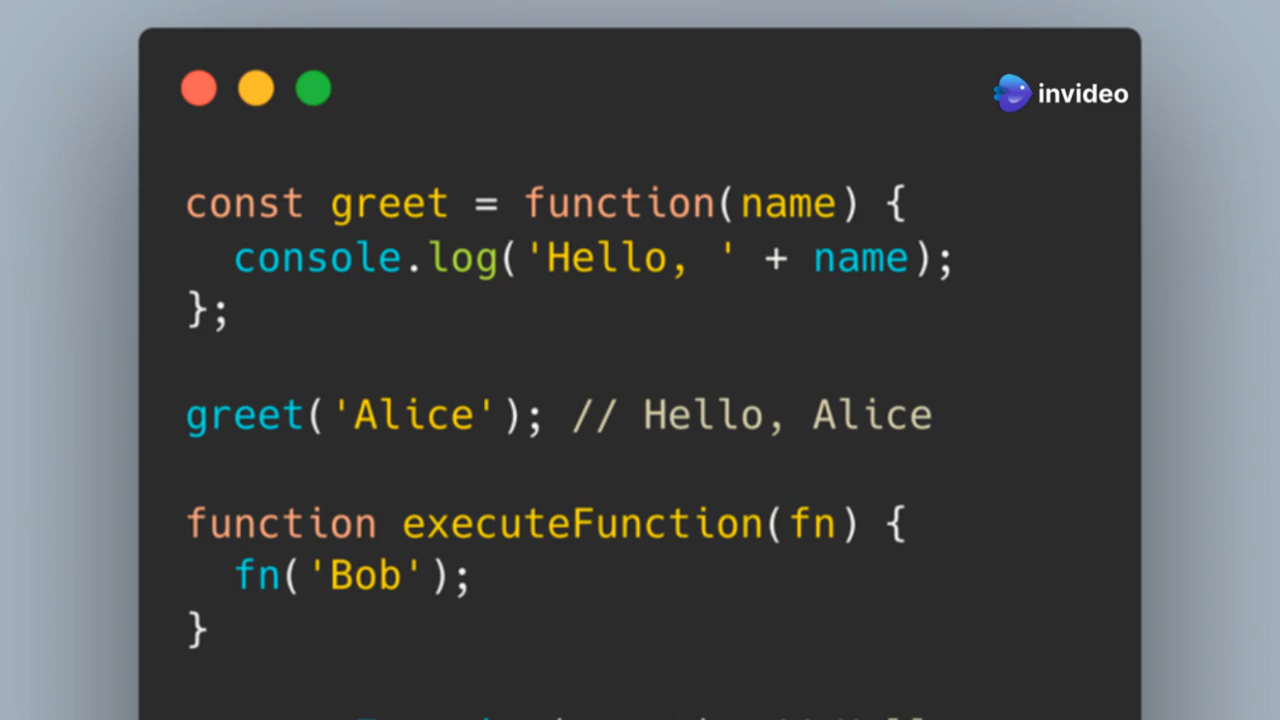 invideo
const greet = function(name) {
  console.log('Hello, ' + name);
};
greet('Alice'); // Hello, Alice
function executeFunction(fn) {
  fn('Bob');
}